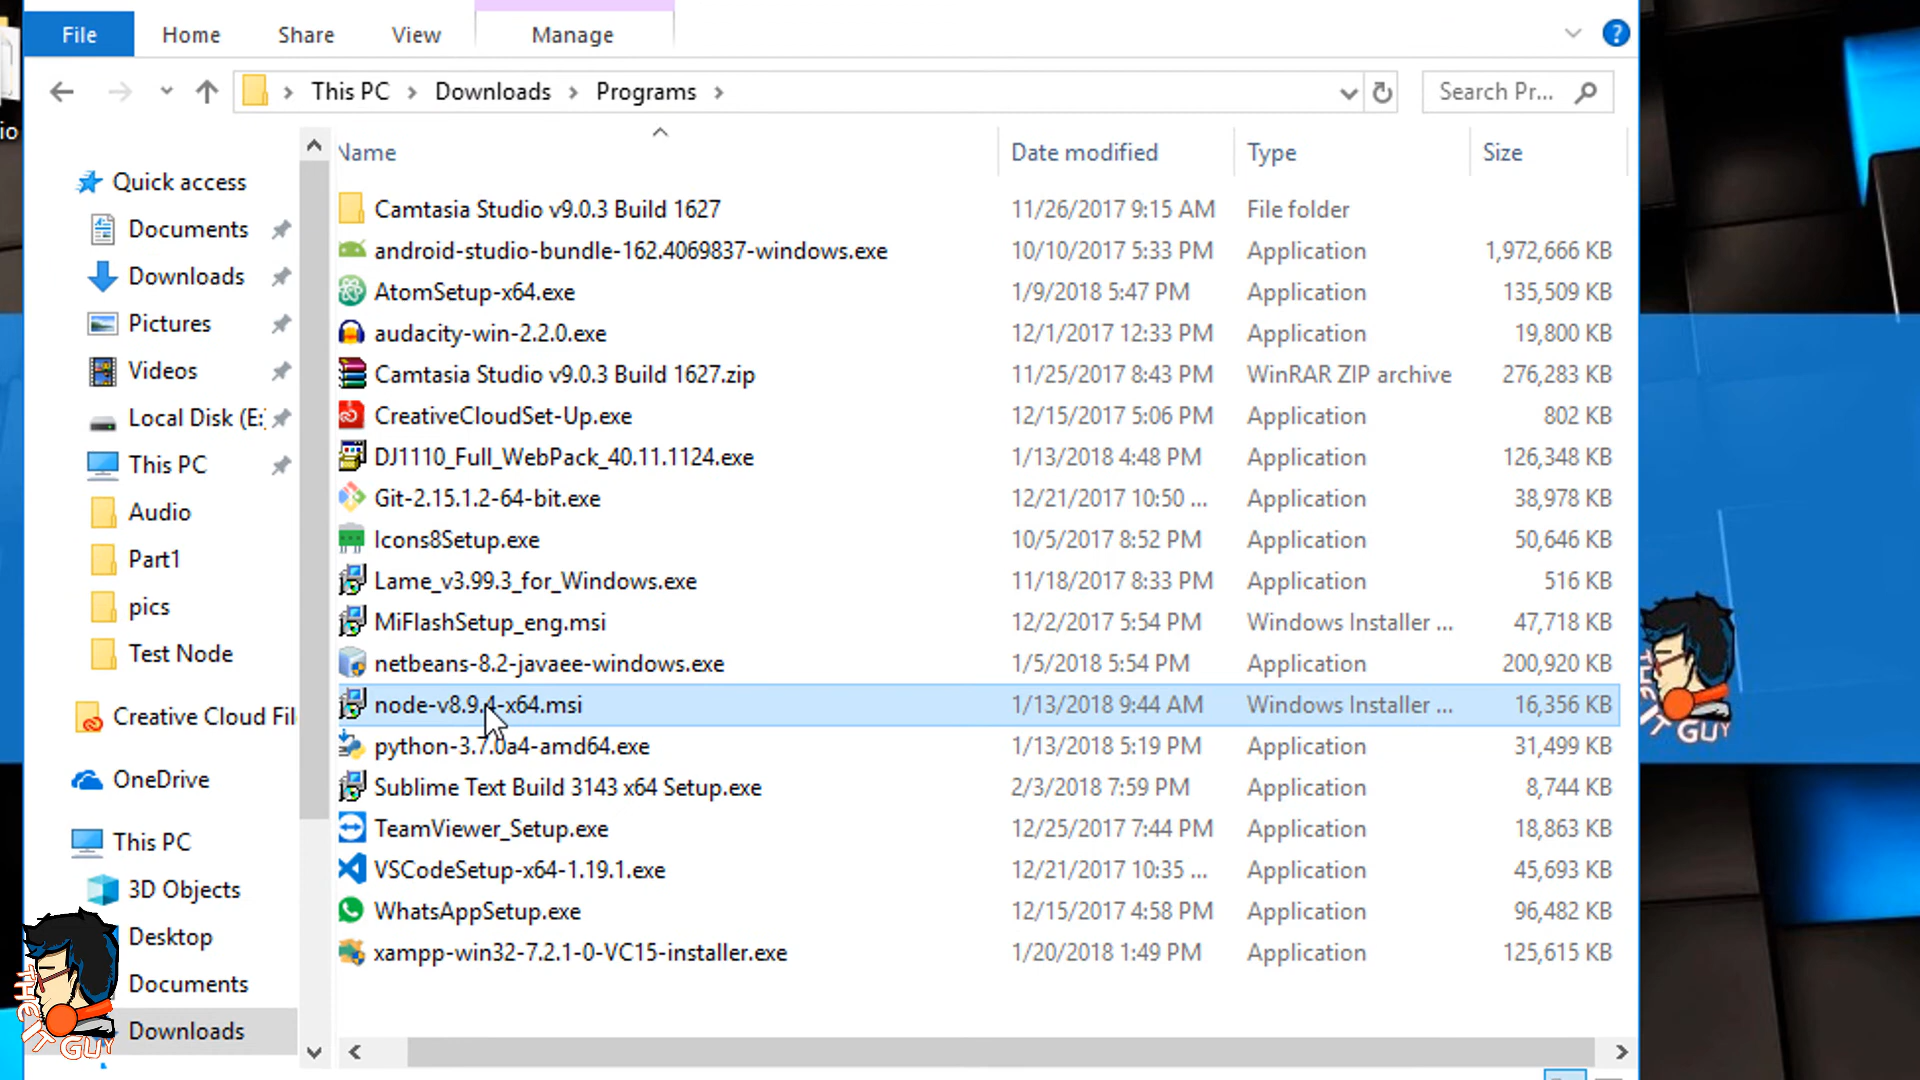 File Home Share View Manage
This PC Downloads Programs Search Pr...
Name Date modified Type Size
Quick access
Documents
Downloads
Pictures
Videos
Local Disk (E:
This PC
Audio
Part1
pics
Test Node
Creative Cloud Fil
OneDrive
This PC
3D Objects
Desktop
Documents
Downloads
Camtasia Studio v9.0.3 Build 1627 11/26/2017 9:15 AM File folder
android-studio-bundle-162.4069837-windows.exe 10/10/2017 5:33 PM Application 1,972,666 KB
AtomSetup-x64.exe 1/9/2018 5:47 PM Application 135,509 KB
audacity-win-2.2.0.exe 12/1/2017 12:33 PM Application 19,800 KB
Camtasia Studio v9.0.3 Build 1627.zip 11/25/2017 8:43 PM WinRAR ZIP archive 276,283 KB
CreativeCloudSet-Up.exe 12/15/2017 5:06 PM Application 802 KB
DJ1110_Full_WebPack_40.11.1124.exe 1/13/2018 4:48 PM Application 126,348 KB
Git-2.15.1.2-64-bit.exe 12/21/2017 10:50 ... Application 38,978 KB
Icons8Setup.exe 10/5/2017 8:52 PM Application 50,646 KB
Lame_v3.99.3_for_Windows.exe 11/18/2017 8:33 PM Application 516 KB
MiFlashSetup_eng.msi 12/2/2017 5:54 PM Windows Installer ... 47,718 KB
netbeans-8.2-javaee-windows.exe 1/5/2018 5:54 PM Application 200,920 KB
node-v8.9.4-x64.msi 1/13/2018 9:44 AM Windows Installer ... 16,356 KB
python-3.7.0a4-amd64.exe 1/13/2018 5:19 PM Application 31,499 KB
Sublime Text Build 3143 x64 Setup.exe 2/3/2018 7:59 PM Application 8,744 KB
TeamViewer_Setup.exe 12/25/2017 7:44 PM Application 18,863 KB
VSCodeSetup-x64-1.19.1.exe 12/21/2017 10:35 ... Application 45,693 KB
WhatsAppSetup.exe 12/15/2017 4:58 PM Application 96,482 KB
xampp-win32-7.2.1-0-VC15-installer.exe 1/20/2018 1:49 PM Application 125,615 KB
io
THE IT GUY
THE IT GUY